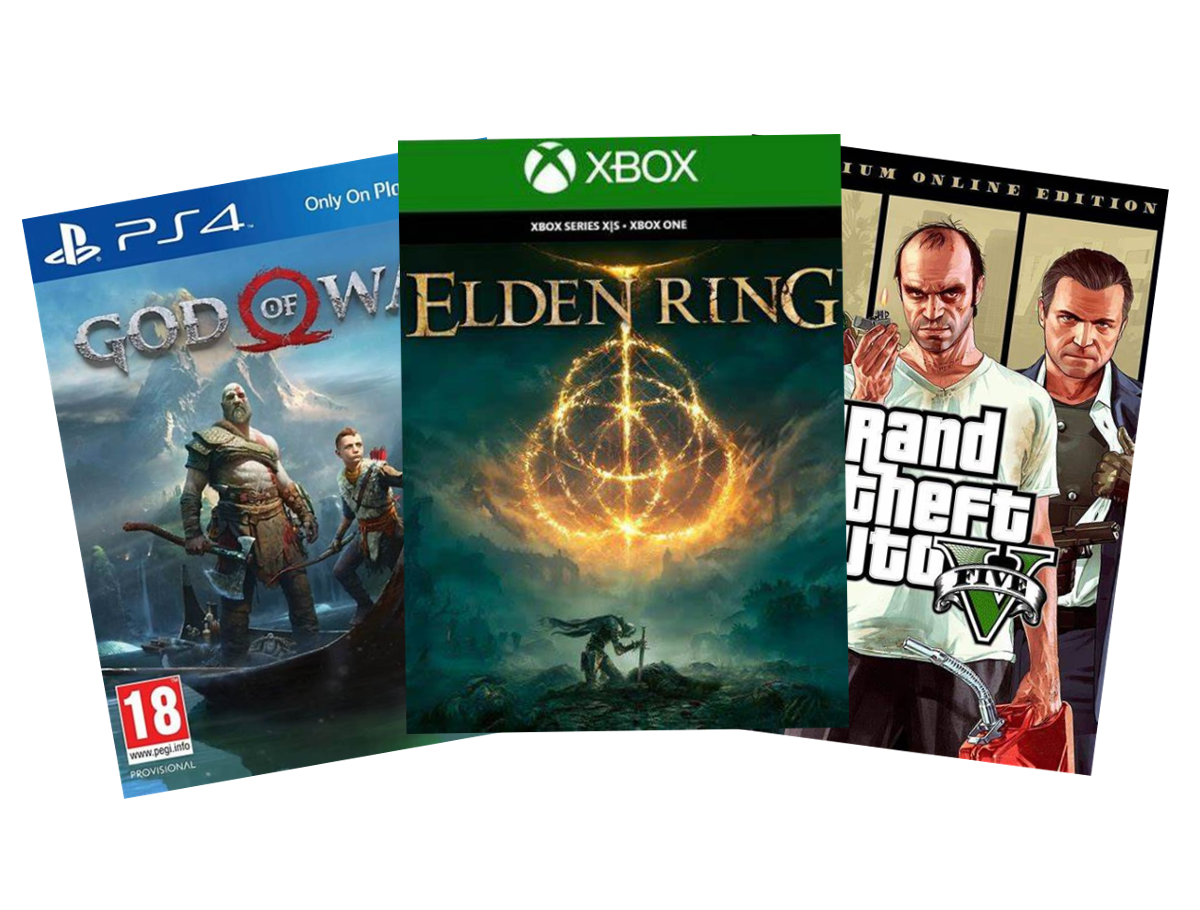 PS4
Only On Pla
GOD OF WA
18
www.pegi.info
PROVISIONAL
XBOX
XBOX SERIES X|S • XBOX ONE
ELDEN RING
IUM ONLINE EDITION
Rand
theft
uto
FIVE